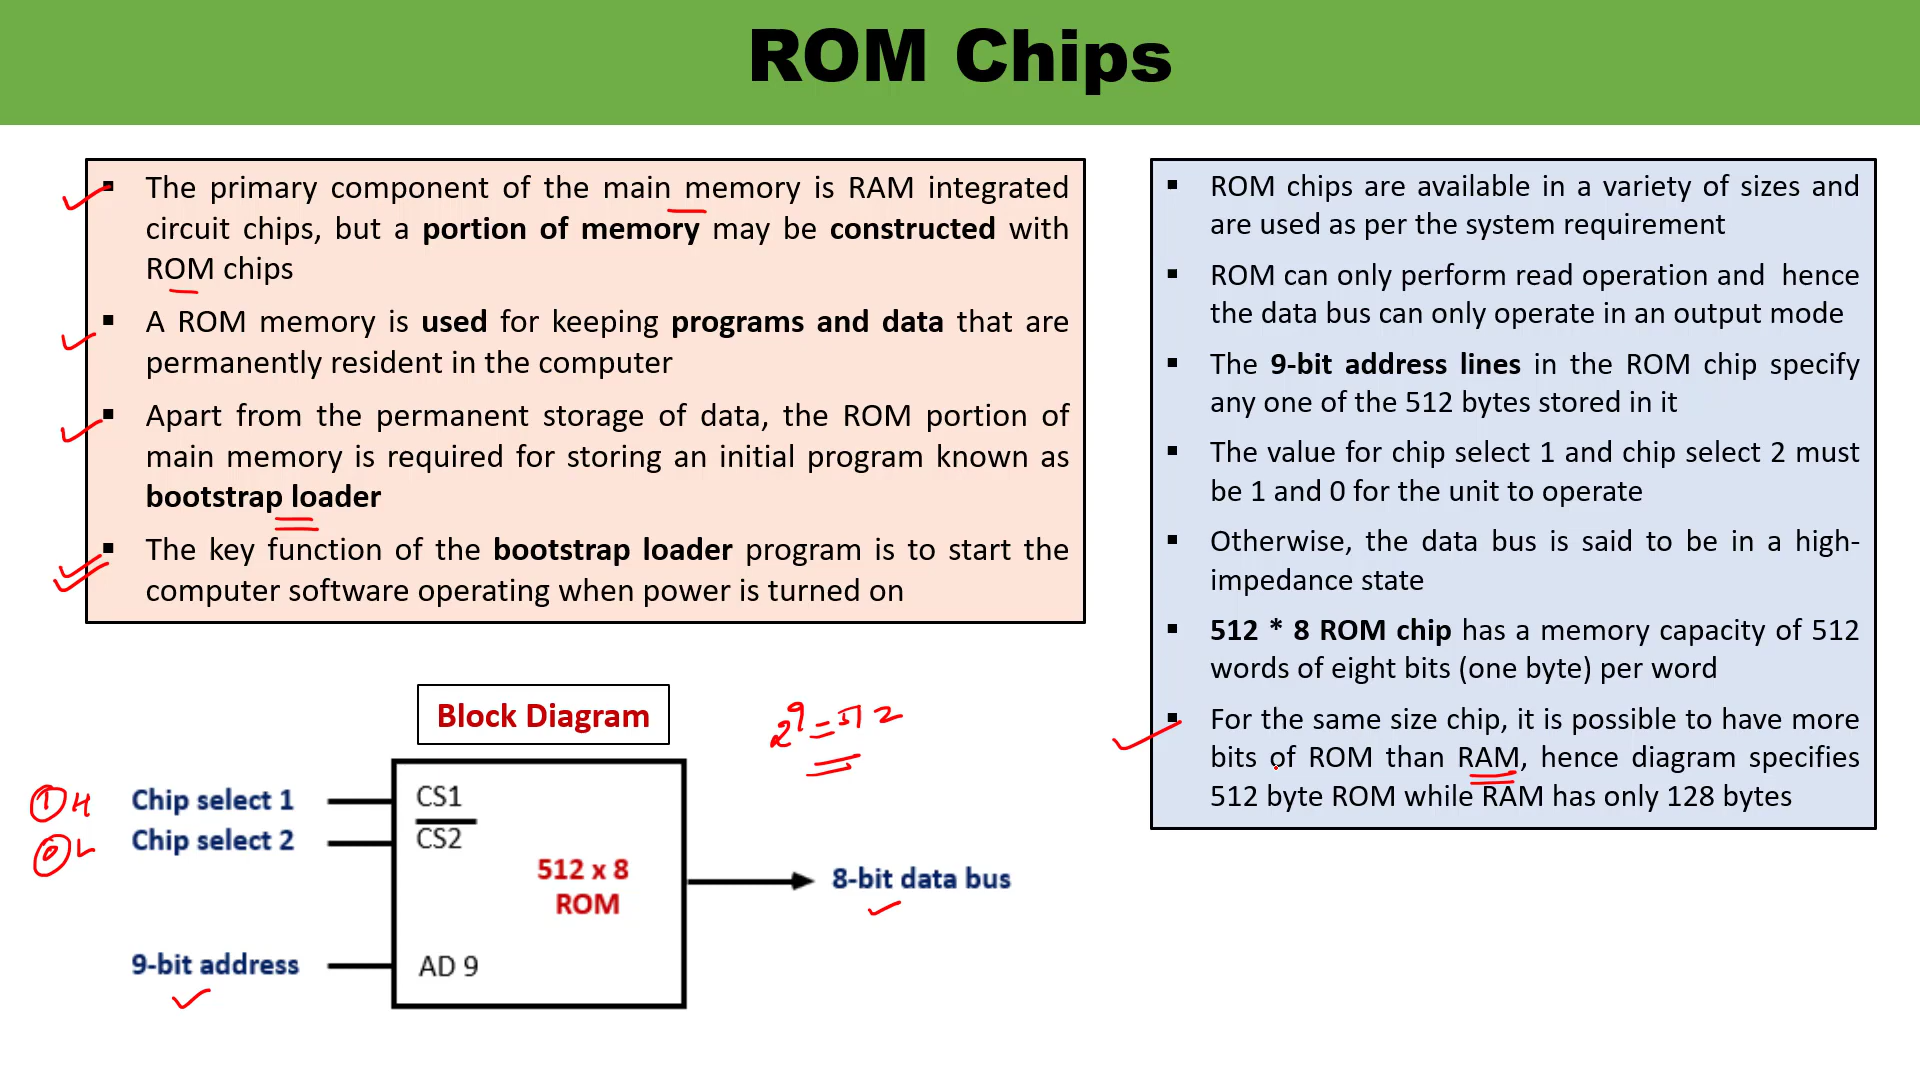 ROM Chips
▪ The primary component of the main memory is RAM integrated
circuit chips, but a portion of memory may be constructed with
ROM chips
▪ A ROM memory is used for keeping programs and data that are
permanently resident in the computer
▪ Apart from the permanent storage of data, the ROM portion of
main memory is required for storing an initial program known as
bootstrap loader
▪ The key function of the bootstrap loader program is to start the
computer software operating when power is turned on
▪ ROM chips are available in a variety of sizes and
are used as per the system requirement
▪ ROM can only perform read operation and hence
the data bus can only operate in an output mode
▪ The 9-bit address lines in the ROM chip specify
any one of the 512 bytes stored in it
▪ The value for chip select 1 and chip select 2 must
be 1 and 0 for the unit to operate
▪ Otherwise, the data bus is said to be in a high-
impedance state
▪ 512 * 8 ROM chip has a memory capacity of 512
words of eight bits (one byte) per word
▪ For the same size chip, it is possible to have more
bits of ROM than RAM, hence diagram specifies
512 byte ROM while RAM has only 128 bytes
Block Diagram
2⁹ = 512
1 H Chip select 1 CS1
0 L Chip select 2 C̅S̅2̅
512 x 8
ROM
8-bit data bus
9-bit address AD 9